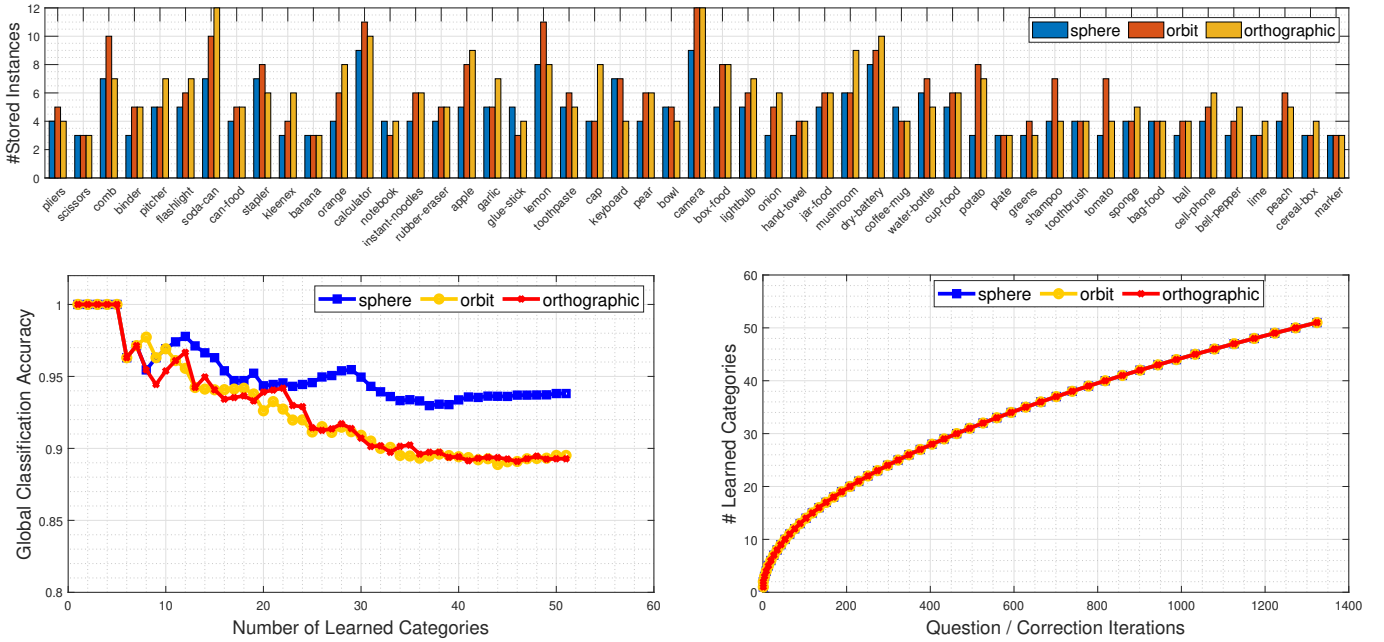 #Stored Instances
12
10
8
6
4
2
0
sphere orbit orthographic
pliers scissors comb binder pitcher flashlight soda-can can-food stapler kleenex banana orange calculator notebook instant-noodles rubber-eraser apple garlic glue-stick lemon toothpaste cap keyboard pear bowl camera box-food lightbulb onion hand-towel jar-food mushroom dry-battery coffee-mug water-bottle cup-food potato plate greens shampoo toothbrush tomato sponge bag-food ball cell-phone bell-pepper lime peach cereal-box marker
Global Classification Accuracy
1
0.95
0.9
0.85
0.8
sphere orbit orthographic
0 10 20 30 40 50 60
Number of Learned Categories
# Learned Categories
60
50
40
30
20
10
0
sphere orbit orthographic
0 200 400 600 800 1000 1200 1400
Question / Correction Iterations